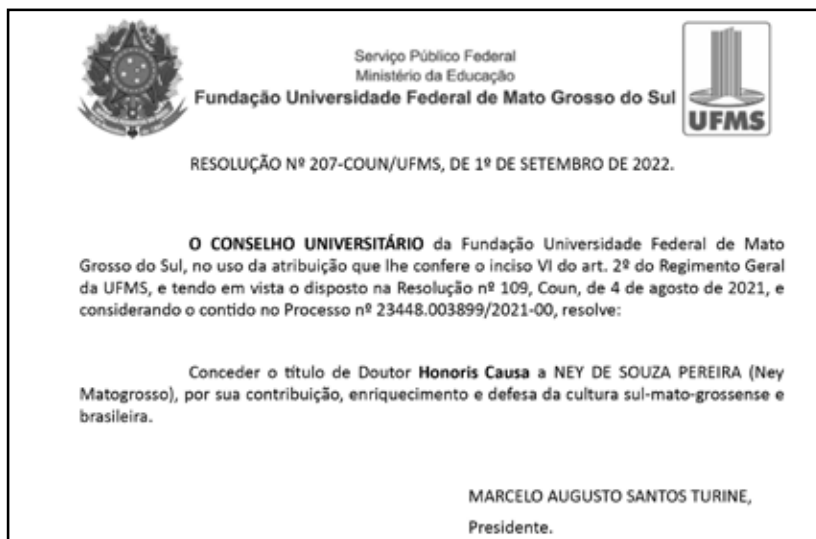 Serviço Público Federal
Ministério da Educação
Fundação Universidade Federal de Mato Grosso do Sul
UFMS
RESOLUÇÃO Nº 207-COUN/UFMS, DE 1º DE SETEMBRO DE 2022.
O CONSELHO UNIVERSITÁRIO da Fundação Universidade Federal de Mato
Grosso do Sul, no uso da atribuição que lhe confere o inciso VI do art. 2º do Regimento Geral
da UFMS, e tendo em vista o disposto na Resolução nº 109, Coun, de 4 de agosto de 2021, e
considerando o contido no Processo nº 23448.003899/2021-00, resolve:
Conceder o título de Doutor Honoris Causa a NEY DE SOUZA PEREIRA (Ney
Matogrosso), por sua contribuição, enriquecimento e defesa da cultura sul-mato-grossense e
brasileira.
MARCELO AUGUSTO SANTOS TURINE,
Presidente.